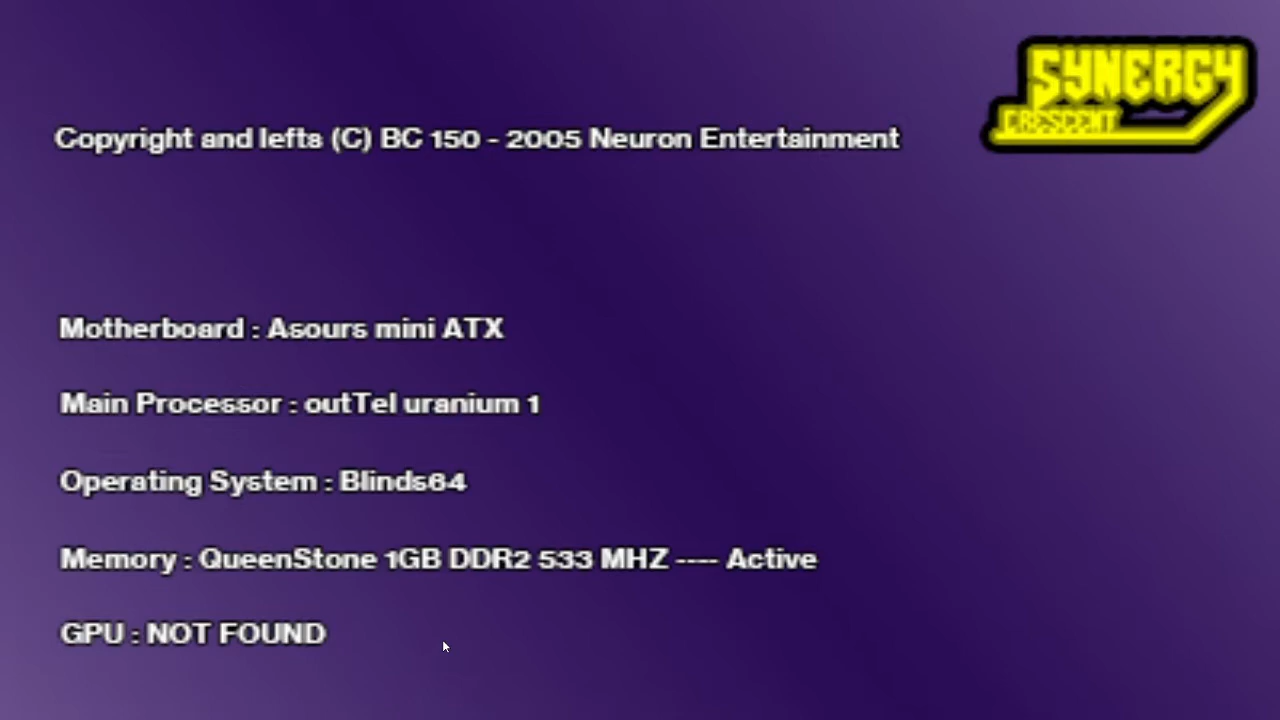 SYNERGY
CRESCENT
Copyright and lefts (C) BC 150 - 2005 Neuron Entertainment
Motherboard : Asours mini ATX
Main Processor : outTel uranium 1
Operating System : Blinds64
Memory : QueenStone 1GB DDR2 533 MHZ ---- Active
GPU : NOT FOUND